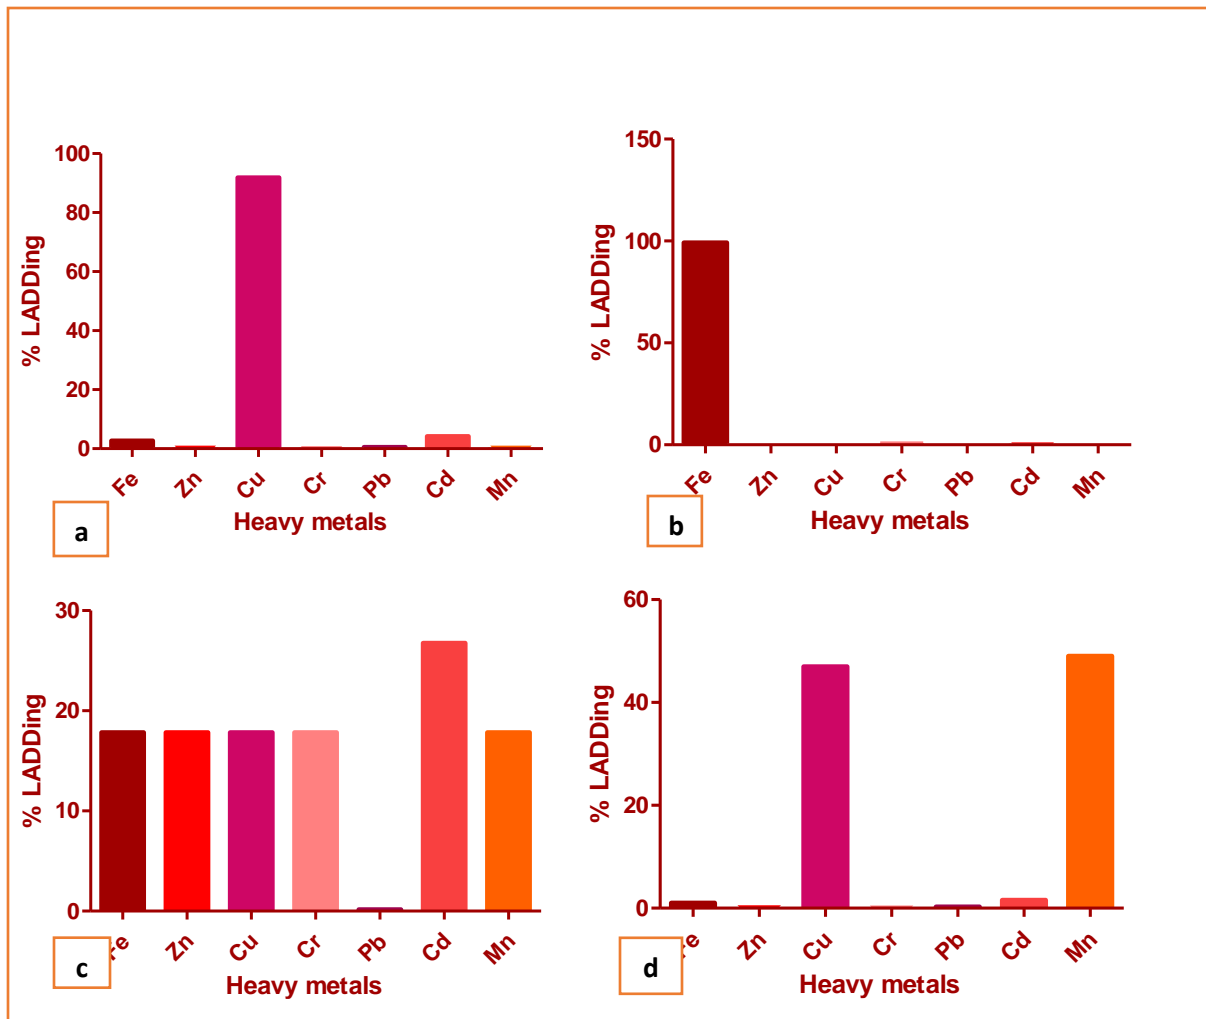 % LADDing
100
80
60
40
20
0
Fe Zn Cu Cr Pb Cd Mn
Heavy metals
a
% LADDing
150
100
50
0
Fe Zn Cu Cr Pb Cd Mn
Heavy metals
b
% LADDing
30
20
10
0
Fe Zn Cu Cr Pb Cd Mn
Heavy metals
c
% LADDing
60
40
20
0
Fe Zn Cu Cr Pb Cd Mn
Heavy metals
d